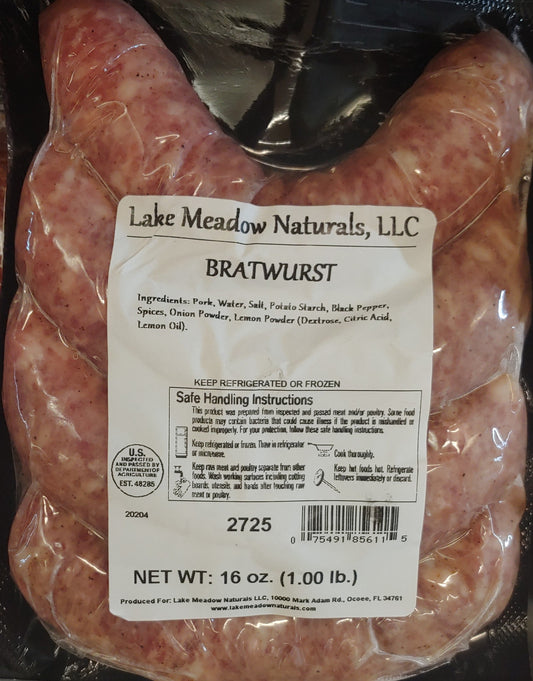 Lake Meadow Naturals, LLC
BRATWURST
Ingredients: Pork, Water, Salt, Potato Starch, Black Pepper,
Spices, Onion Powder, Lemon Powder (Dextrose, Citric Acid,
Lemon Oil).
KEEP REFRIGERATED OR FROZEN
Safe Handling Instructions
This product was prepared from inspected and passed meat and/or poultry. Some food
products may contain bacteria that could cause illness if the product is mishandled or
cooked improperly. For your protection, follow these safe handling instructions.
Keep refrigerated or frozen. Thaw in refrigerator
or microwave.
Cook thoroughly.
Keep raw meat and poultry separate from other
foods. Wash working surfaces including cutting
boards, utensils, and hands after touching raw
meat or poultry.
Keep hot foods hot. Refrigerate
leftovers immediately or discard.
U.S.
INSPECTED
AND PASSED BY
DEPARTMENT OF
AGRICULTURE
EST. 48285
20204
2725
0 75491 85611 5
NET WT: 16 oz. (1.00 lb.)
Produced For: Lake Meadow Naturals LLC, 10000 Mark Adam Rd., Ocoee, FL 34761
www.lakemeadownaturals.com